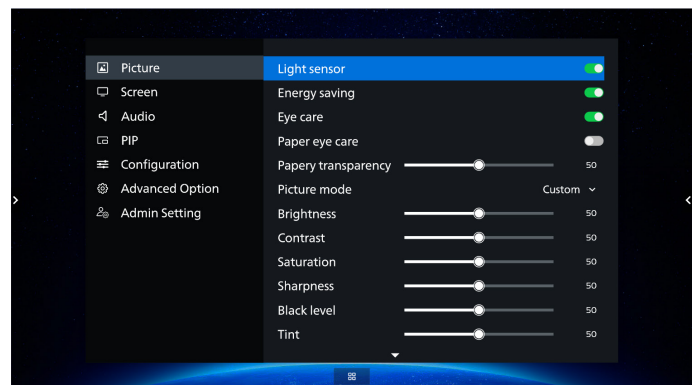 Picture
Screen
Audio
PIP
Configuration
Advanced Option
Admin Setting
Light sensor
Energy saving
Eye care
Paper eye care
Papery transparency 50
Picture mode Custom
Brightness 50
Contrast 50
Saturation 50
Sharpness 50
Black level 50
Tint 50